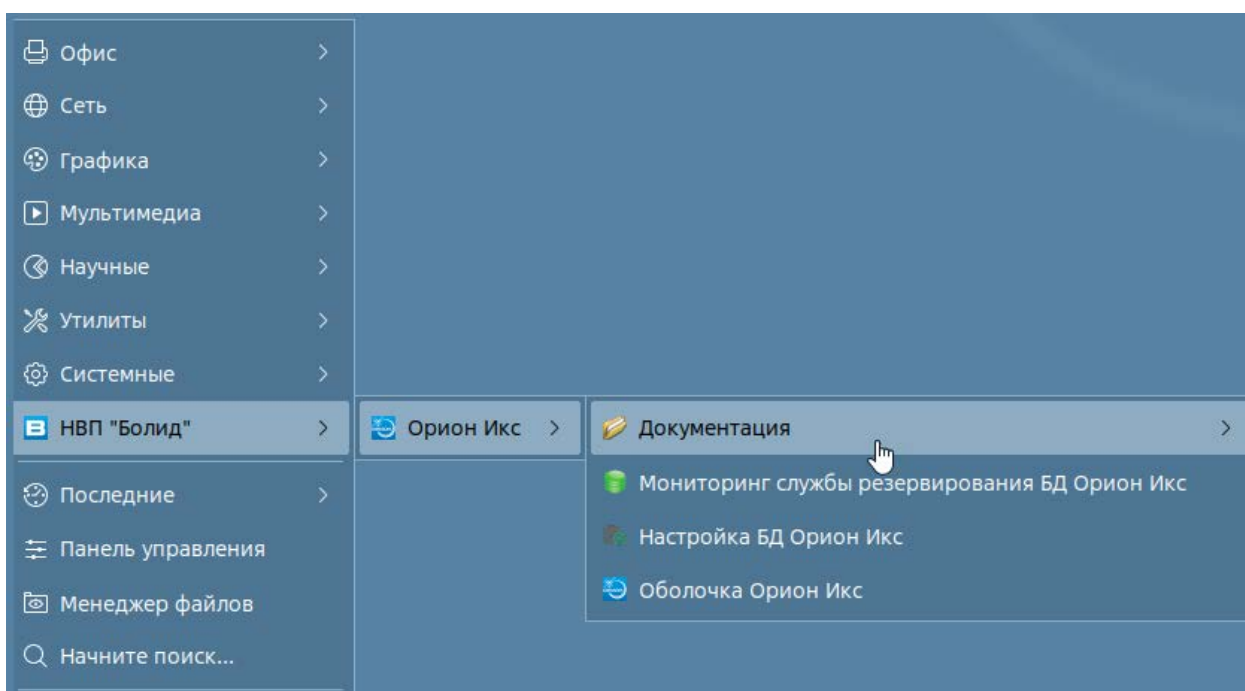 Офис
Сеть
Графика
Мультимедиа
Научные
Утилиты
Системные
НВП "Болид"
Орион Икс
Документация
Мониторинг службы резервирования БД Орион Икс
Настройка БД Орион Икс
Оболочка Орион Икс
Последние
Панель управления
Менеджер файлов
Начните поиск...